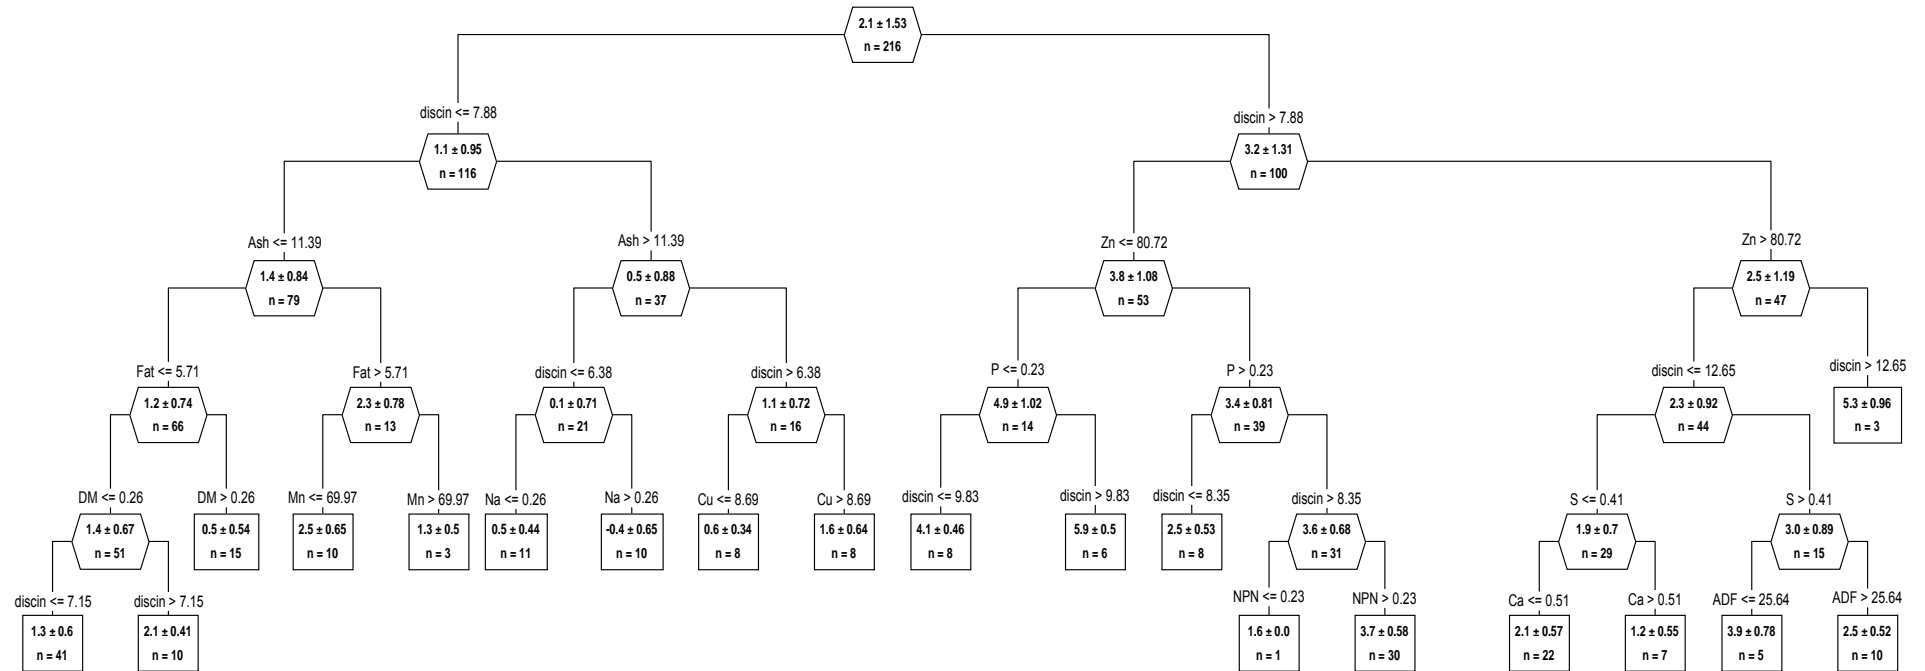 2.1 ± 1.53
n = 216
discin <= 7.88
discin > 7.88
1.1 ± 0.95
n = 116
3.2 ± 1.31
n = 100
Ash <= 11.39
Ash > 11.39
Zn <= 80.72
Zn > 80.72
1.4 ± 0.84
n = 79
0.5 ± 0.88
n = 37
3.8 ± 1.08
n = 53
2.5 ± 1.19
n = 47
Fat <= 5.71
Fat > 5.71
discin <= 6.38
discin > 6.38
P <= 0.23
P > 0.23
discin <= 12.65
discin > 12.65
1.2 ± 0.74
n = 66
2.3 ± 0.78
n = 13
0.1 ± 0.71
n = 21
1.1 ± 0.72
n = 16
4.9 ± 1.02
n = 14
3.4 ± 0.81
n = 39
2.3 ± 0.92
n = 44
5.3 ± 0.96
n = 3
DM <= 0.26
DM > 0.26
Mn <= 69.97
Mn > 69.97
Na <= 0.26
Na > 0.26
Cu <= 8.69
Cu > 8.69
discin <= 9.83
discin > 9.83
discin <= 8.35
discin > 8.35
S <= 0.41
S > 0.41
1.4 ± 0.67
n = 51
0.5 ± 0.54
n = 15
2.5 ± 0.65
n = 10
1.3 ± 0.5
n = 3
0.5 ± 0.44
n = 11
-0.4 ± 0.65
n = 10
0.6 ± 0.34
n = 8
1.6 ± 0.64
n = 8
4.1 ± 0.46
n = 8
5.9 ± 0.5
n = 6
2.5 ± 0.53
n = 8
3.6 ± 0.68
n = 31
1.9 ± 0.7
n = 29
3.0 ± 0.89
n = 15
discin <= 7.15
discin > 7.15
NPN <= 0.23
NPN > 0.23
Ca <= 0.51
Ca > 0.51
ADF <= 25.64
ADF > 25.64
1.3 ± 0.6
n = 41
2.1 ± 0.41
n = 10
1.6 ± 0.0
n = 1
3.7 ± 0.58
n = 30
2.1 ± 0.57
n = 22
1.2 ± 0.55
n = 7
3.9 ± 0.78
n = 5
2.5 ± 0.52
n = 10